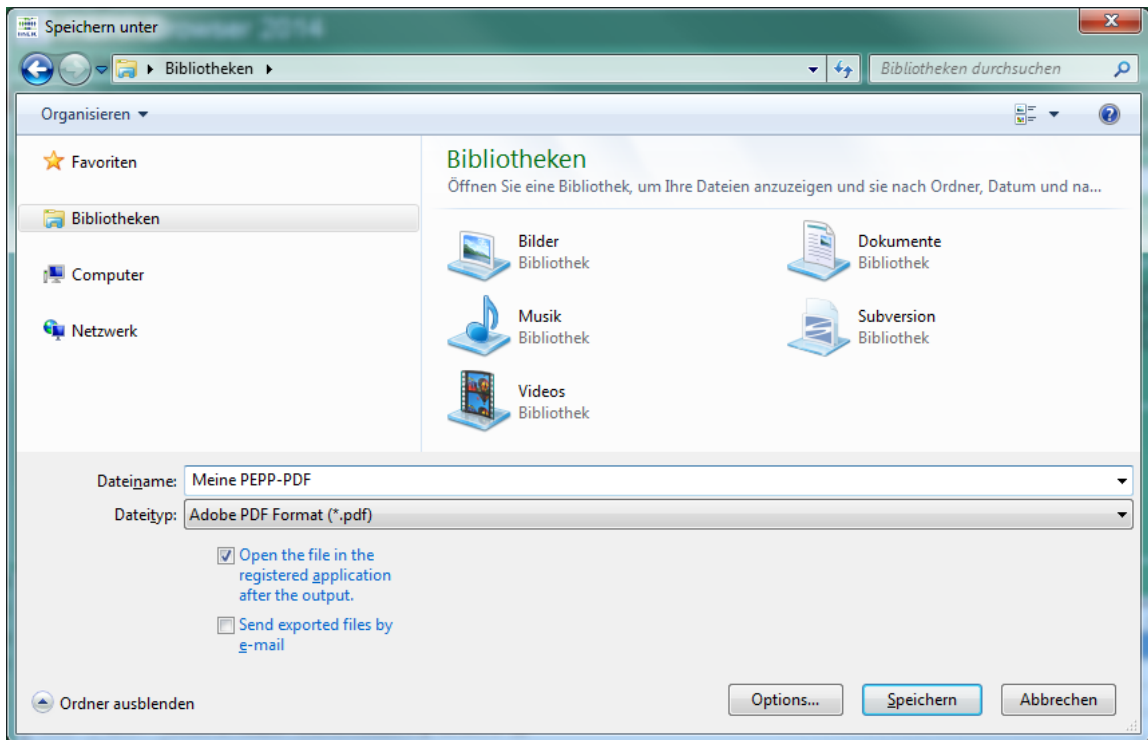 Speichern unter
Browser 2014
Bibliotheken
Bibliotheken durchsuchen
Organisieren
Favoriten
Bibliotheken
Computer
Netzwerk
Bibliotheken
Öffnen Sie eine Bibliothek, um Ihre Dateien anzuzeigen und sie nach Ordner, Datum und na...
Bilder
Bibliothek
Dokumente
Bibliothek
Musik
Bibliothek
Subversion
Bibliothek
Videos
Bibliothek
Dateiname: Meine PEPP-PDF
Dateityp: Adobe PDF Format (*.pdf)
Open the file in the
registered application
after the output.
Send exported files by
e-mail
Ordner ausblenden
Options...
Speichern
Abbrechen